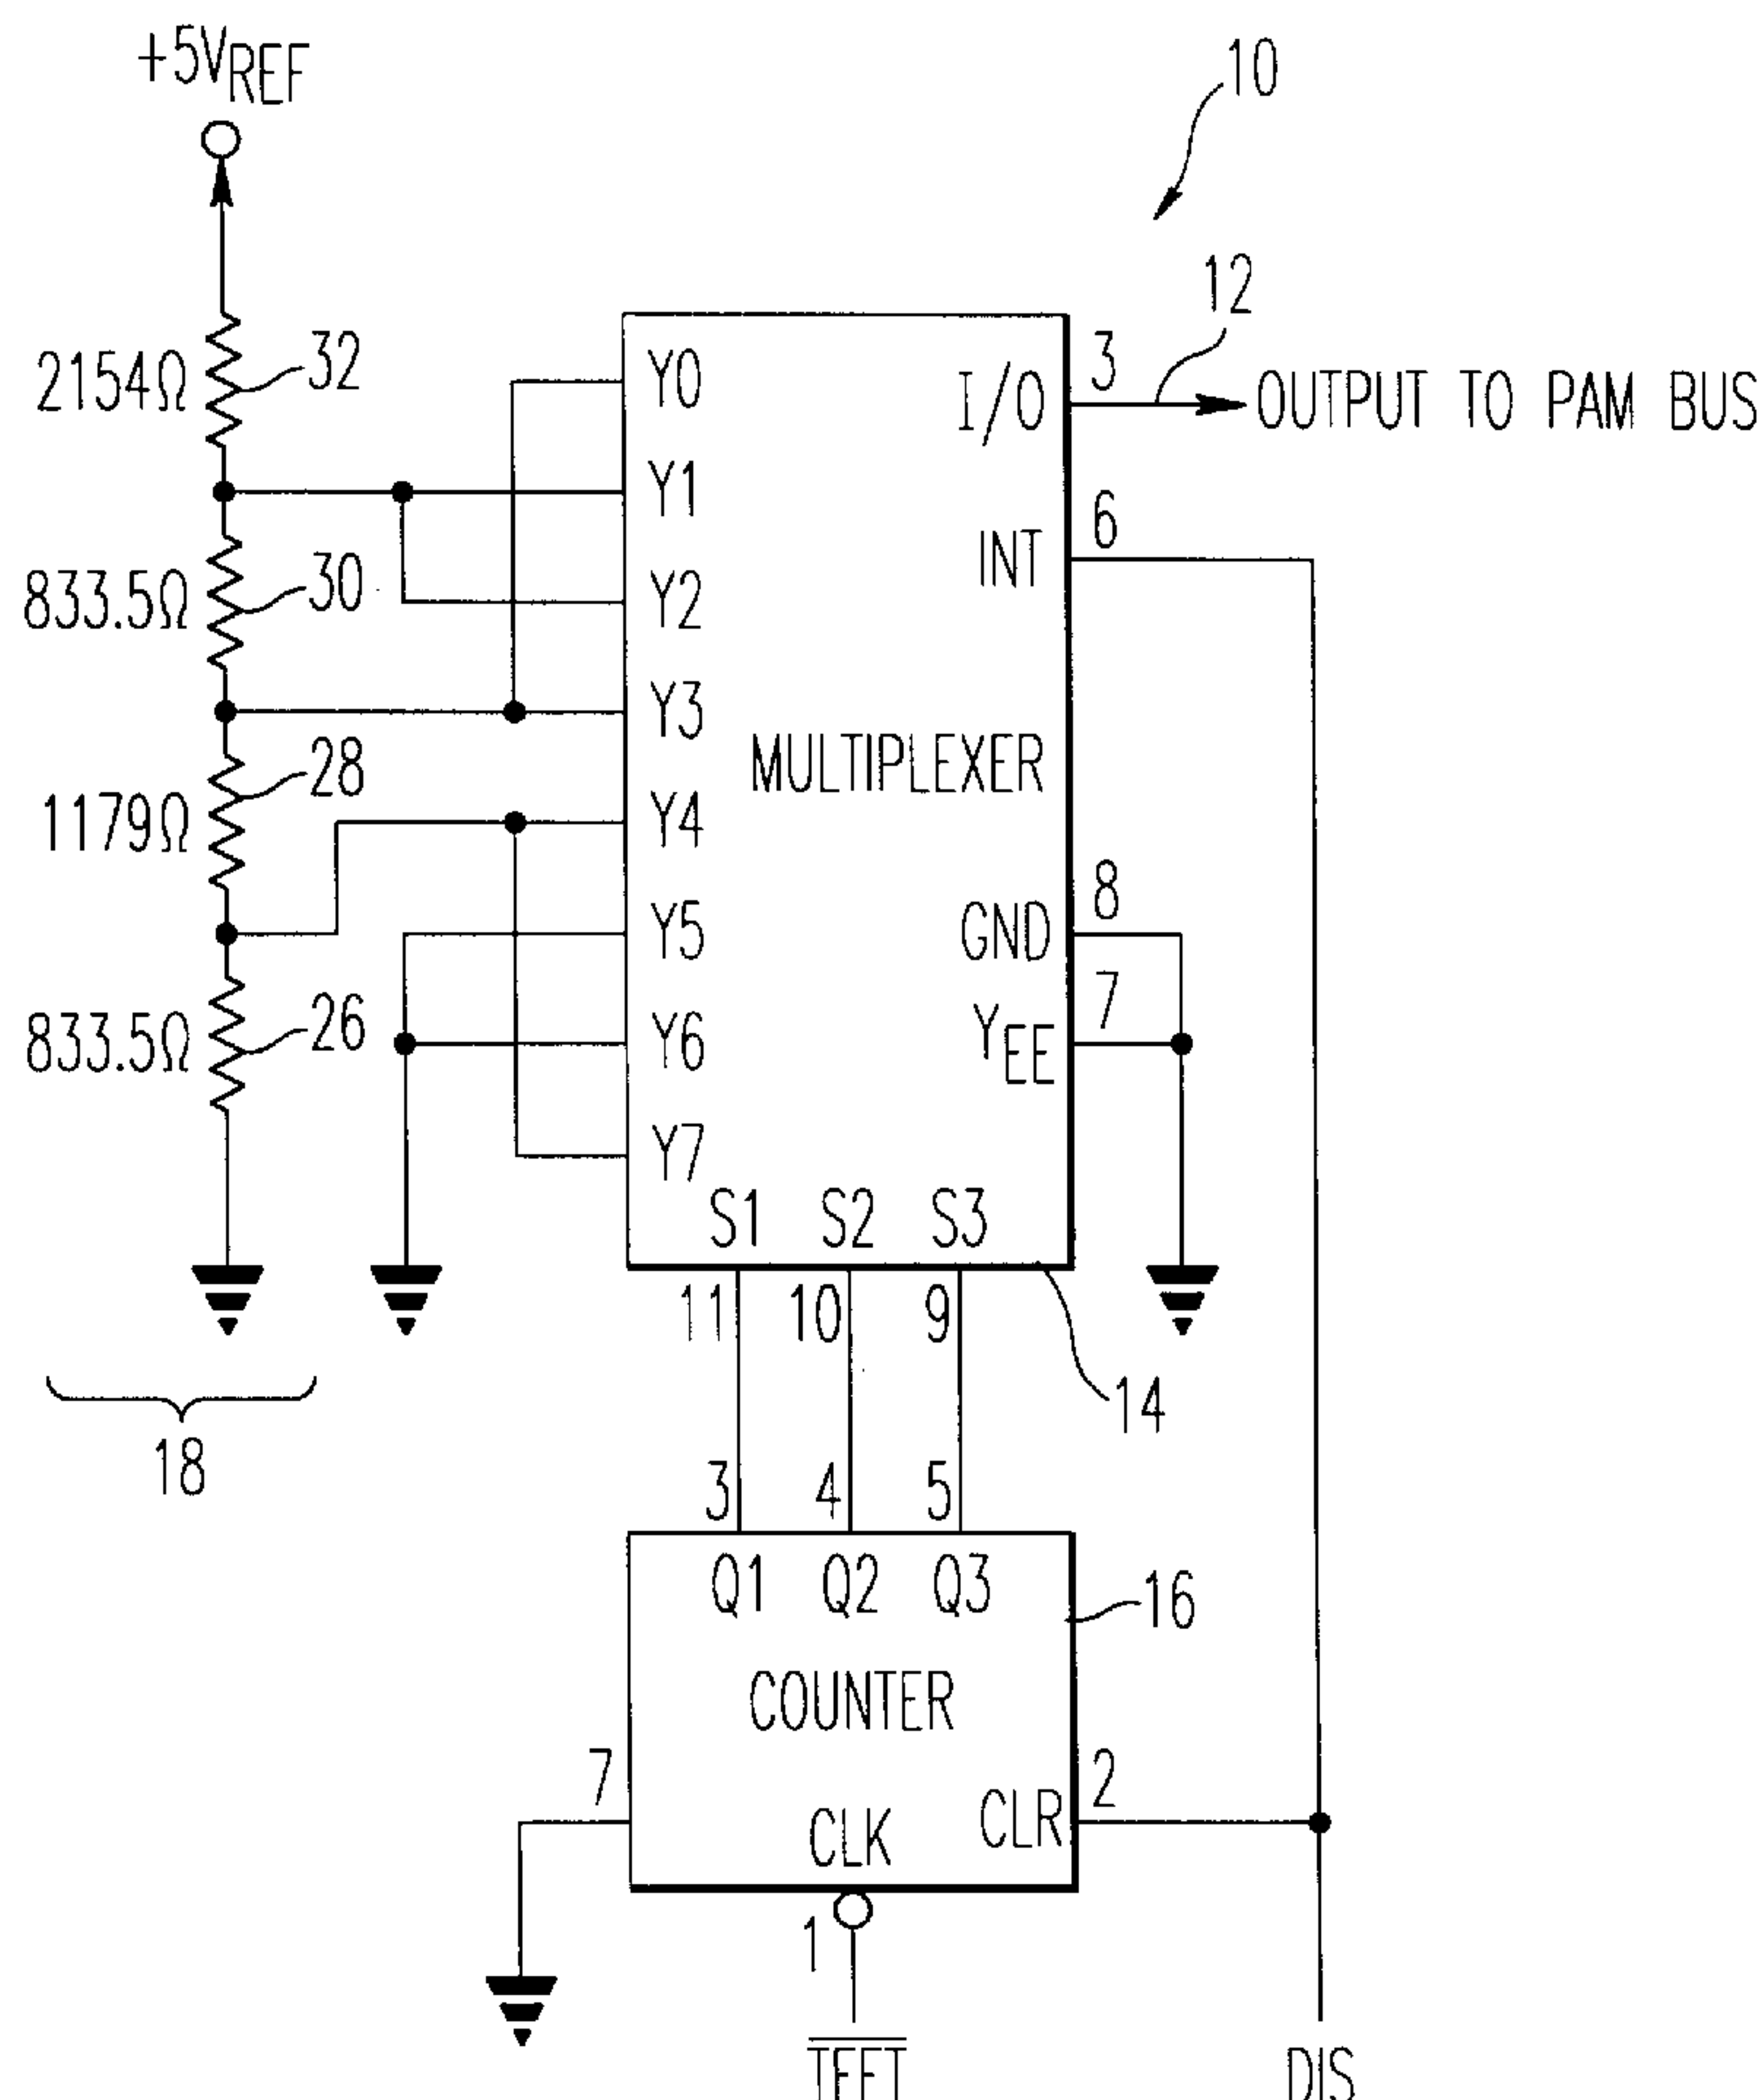 +5VREF
10
12
2154Ω
32
Y0
I/O
3
OUTPUT TO PAM BUS
Y1
6
INT
833.5Ω
30
Y2
Y3
28
MULTIPLEXER
1179Ω
Y4
8
Y5
GND
7
26
833.5Ω
Y6
YEE
Y7
S1 S2 S3
11 10 9
14
18
3 4 5
Q1 Q2 Q3
16
COUNTER
7
2
CLR
CLK
1
DIS